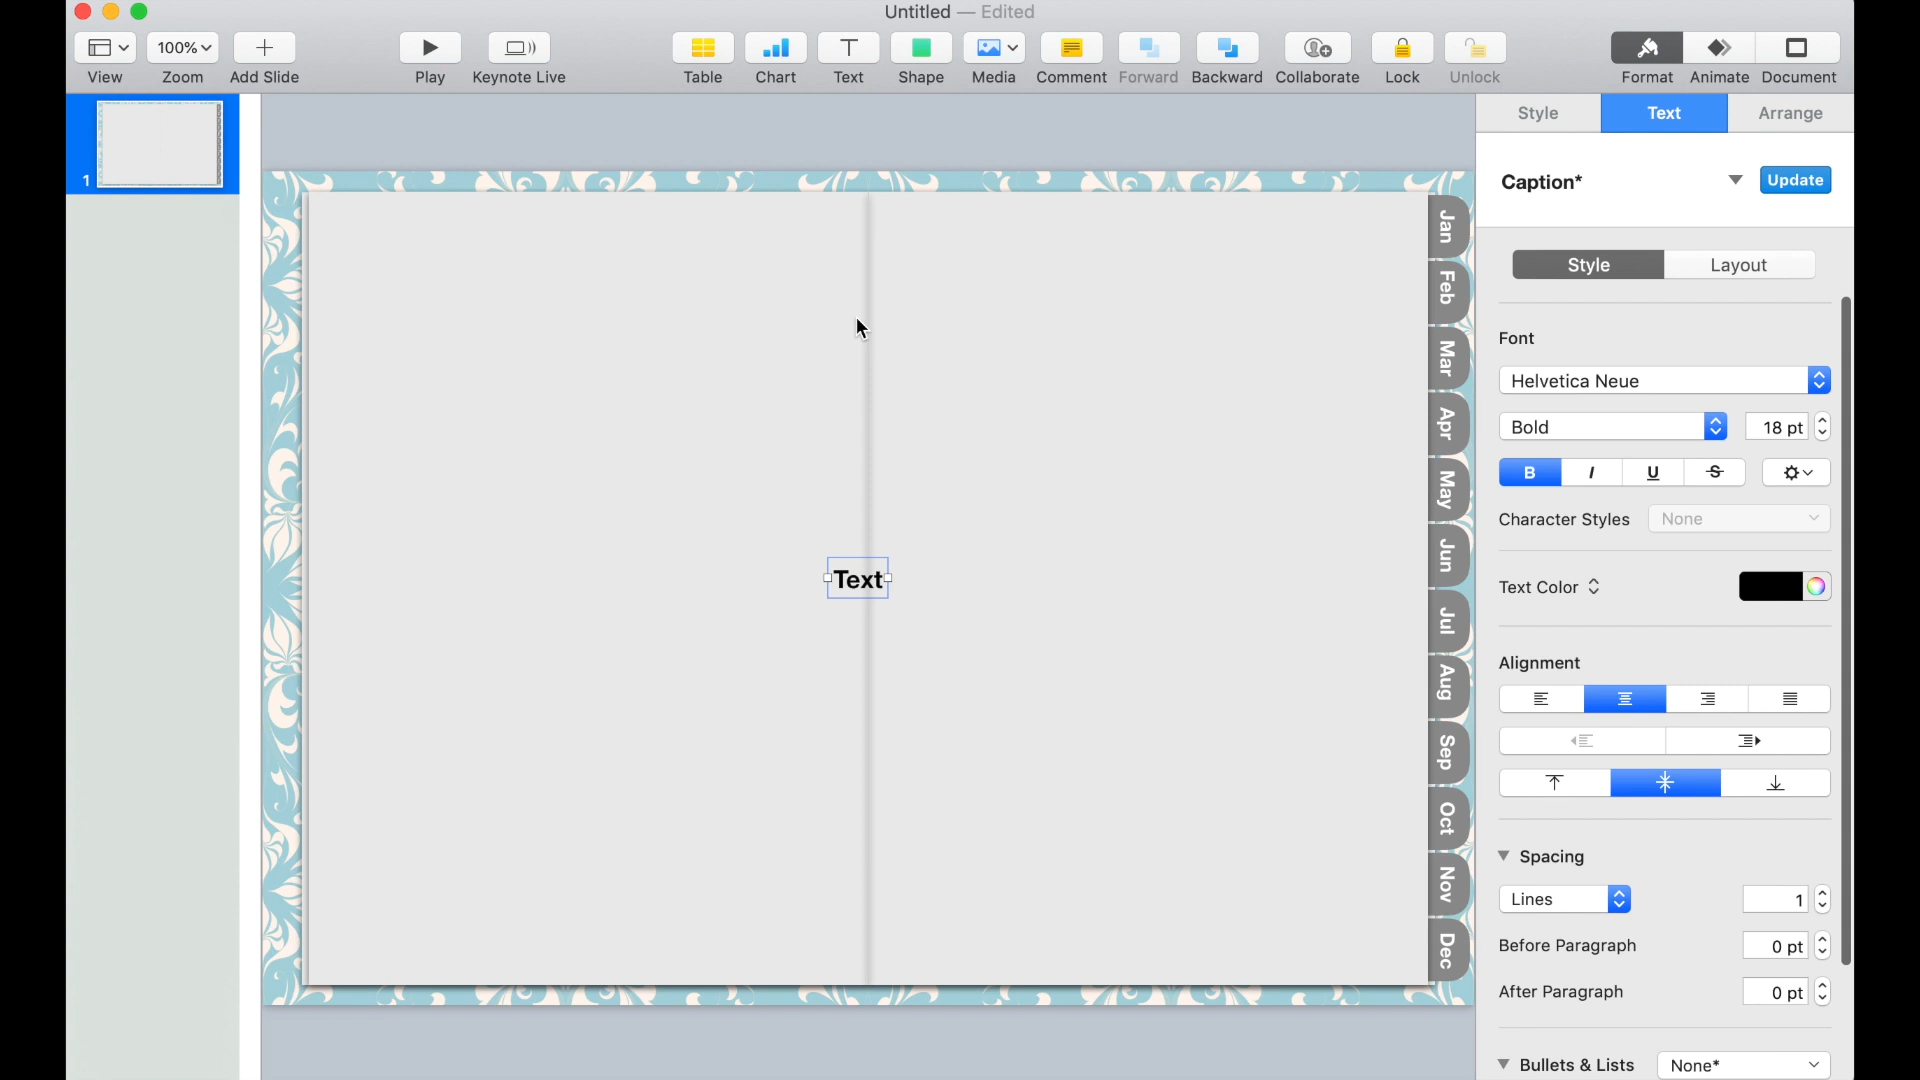 Untitled — Edited
100%
View
Zoom
Add Slide
Play
Keynote Live
Table
Chart
Text
Shape
Media
Comment
Forward
Backward
Collaborate
Lock
Unlock
Format
Animate
Document
1
Style
Text
Arrange
Caption*
Update
Style
Layout
Font
Helvetica Neue
Bold
18 pt
B I U S
Character Styles
None
Text Color
Alignment
Spacing
Lines
1
Before Paragraph
0 pt
After Paragraph
0 pt
Bullets & Lists
None*
Text
Jan
Feb
Mar
Apr
May
Jun
Jul
Aug
Sep
Oct
Nov
Dec